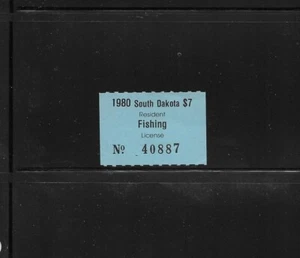 1980 South Dakota $7
Resident
Fishing
License
No 40887